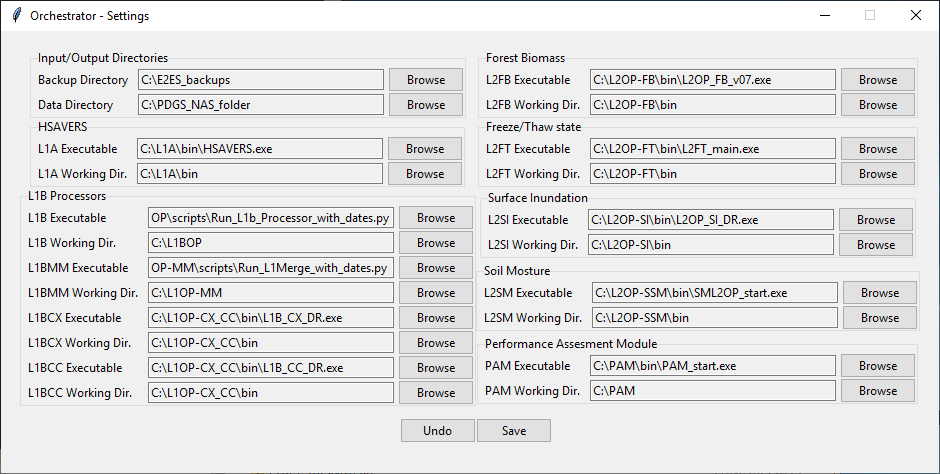 Orchestrator - Settings
Input/Output Directories
Backup Directory C:\E2ES_backups Browse
Data Directory C:\PDGS_NAS_folder Browse
HSAVERS
L1A Executable C:\L1A\bin\HSAVERS.exe Browse
L1A Working Dir. C:\L1A\bin Browse
L1B Processors
L1B Executable OP\scripts\Run_L1b_Processor_with_dates.py Browse
L1B Working Dir. C:\L1BOP Browse
L1BMM Executable OP-MM\scripts\Run_L1Merge_with_dates.py Browse
L1BMM Working Dir. C:\L1OP-MM Browse
L1BCX Executable C:\L1OP-CX_CC\bin\L1B_CX_DR.exe Browse
L1BCX Working Dir. C:\L1OP-CX_CC\bin Browse
L1BCC Executable C:\L1OP-CX_CC\bin\L1B_CC_DR.exe Browse
L1BCC Working Dir. C:\L1OP-CX_CC\bin Browse
Forest Biomass
L2FB Executable C:\L2OP-FB\bin\L2OP_FB_v07.exe Browse
L2FB Working Dir. C:\L2OP-FB\bin Browse
Freeze/Thaw state
L2FT Executable C:\L2OP-FT\bin\L2FT_main.exe Browse
L2FT Working Dir. C:\L2OP-FT\bin Browse
Surface Inundation
L2SI Executable C:\L2OP-SI\bin\L2OP_SI_DR.exe Browse
L2SI Working Dir. C:\L2OP-SI\bin Browse
Soil Mosture
L2SM Executable C:\L2OP-SSM\bin\SML2OP_start.exe Browse
L2SM Working Dir. C:\L2OP-SSM\bin Browse
Performance Assesment Module
PAM Executable C:\PAM\bin\PAM_start.exe Browse
PAM Working Dir. C:\PAM Browse
Undo Save